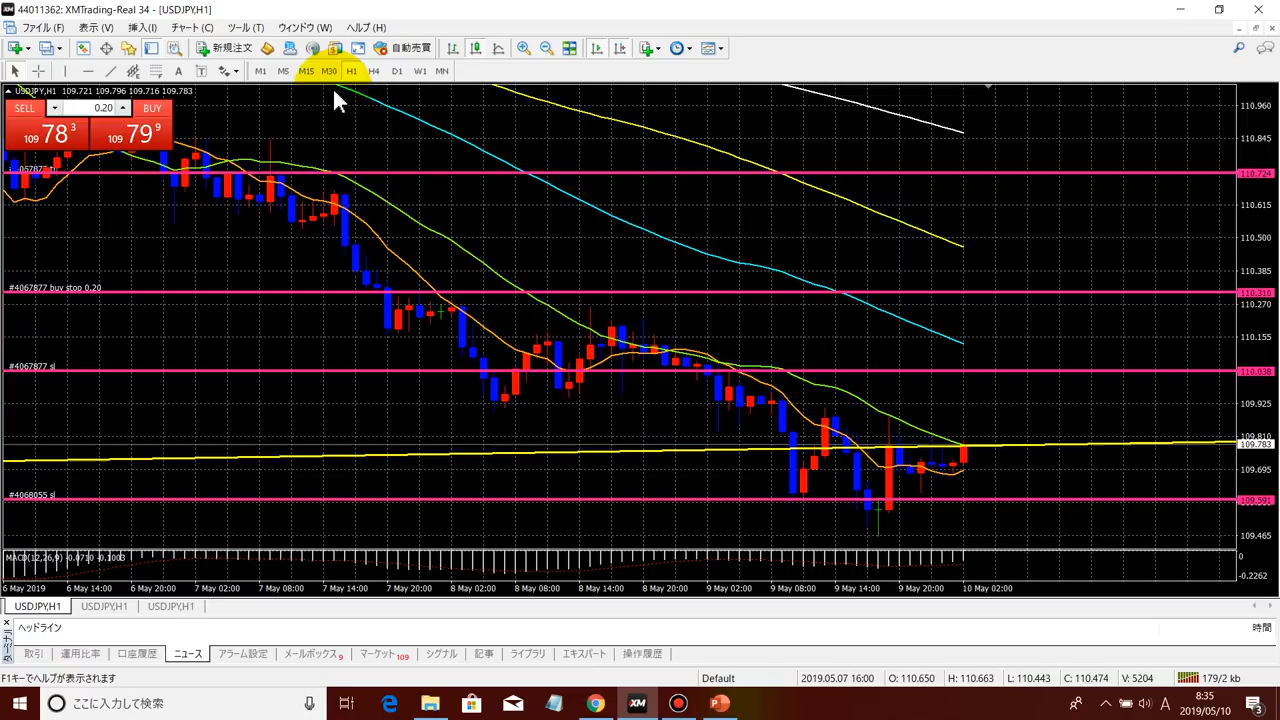 44011362: XMTrading-Real 34 - [USDJPY,H1]
ファイル (F) 表示 (V) 挿入(I) チャート (C) ツール (T) ウィンドウ (W) ヘルプ (H)
新規注文 自動売買
A T M1 M5 M15 M30 H1 H4 D1 W1 MN
USDJPY,H1 109.721 109.796 109.716 109.783
SELL 0.20 BUY
109 78 3 109 79 9
110.960
110.845
110.724
110.615
110.500
110.385
#4067877 buy stop 0.20
110.310
110.270
110.155
#4067877 sl
110.038
109.925
109.810
109.783
109.695
#4068055 sl
109.591
109.465
MACD(12,26,9) -0.0710 -0.1003
0
-0.2262
6 May 2019 6 May 14:00 6 May 20:00 7 May 02:00 7 May 08:00 7 May 14:00 7 May 20:00 8 May 02:00 8 May 08:00 8 May 14:00 8 May 20:00 9 May 02:00 9 May 08:00 9 May 14:00 9 May 20:00 10 May 02:00
USDJPY,H1 USDJPY,H1 USDJPY,H1
ヘッドライン 時間
取引 運用比率 口座履歴 ニュース アラーム設定 メールボックス 9 マーケット 109 シグナル 記事 ライブラリ エキスパート 操作履歴
F1キーでヘルプが表示されます Default 2019.05.07 16:00 O: 110.650 H: 110.663 L: 110.443 C: 110.474 V: 5204 179/2 kb
ここに入力して検索 XM A 8:35
2019/05/10 3